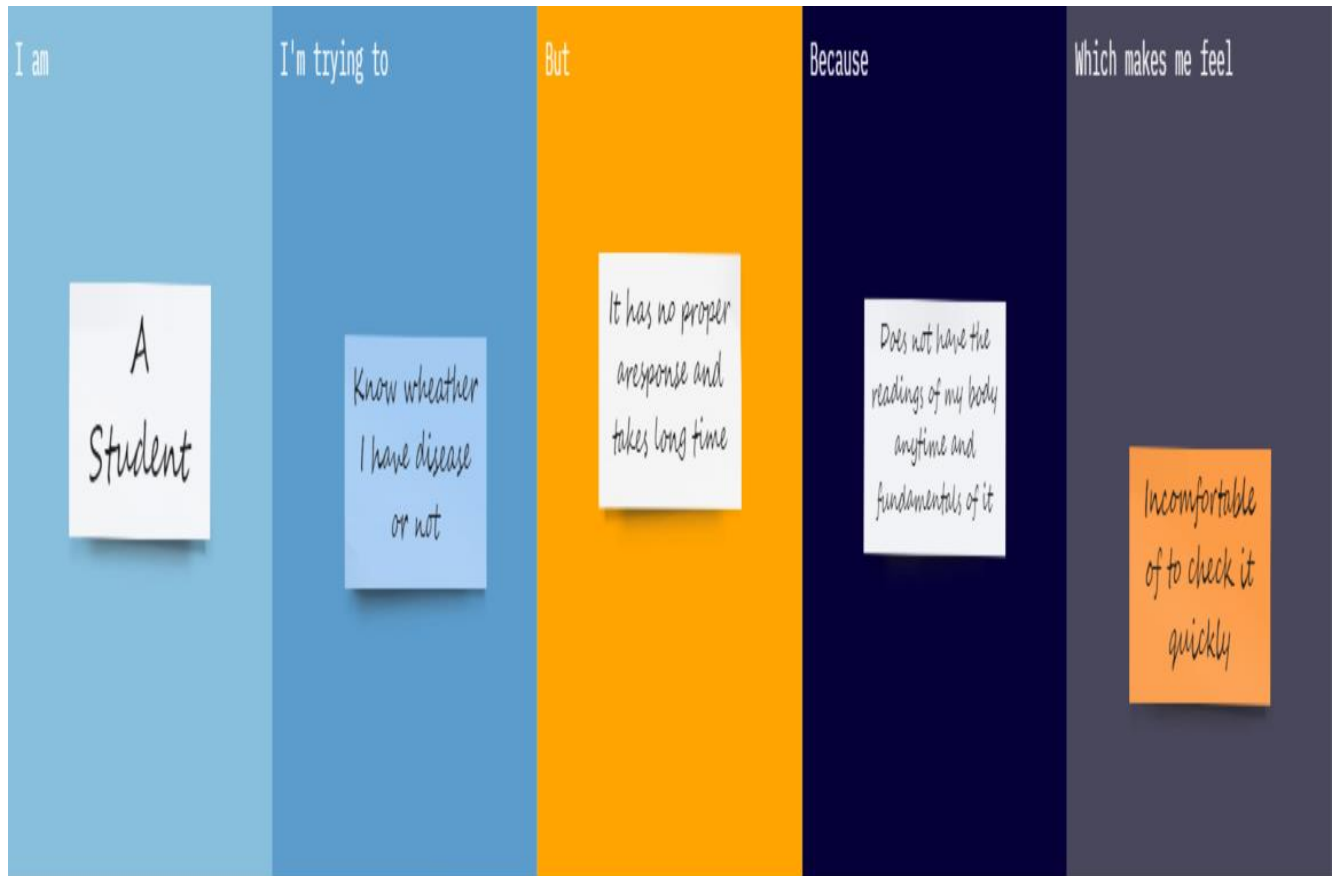 I am
A
Student
I'm trying to
Know wheather
I have disease
or not
But
It has no proper
aresponse and
takes long time
Because
Does not have the
readings of my body
anytime and
fundamentals of it
Which makes me feel
Incomfortable
of to check it
quickly